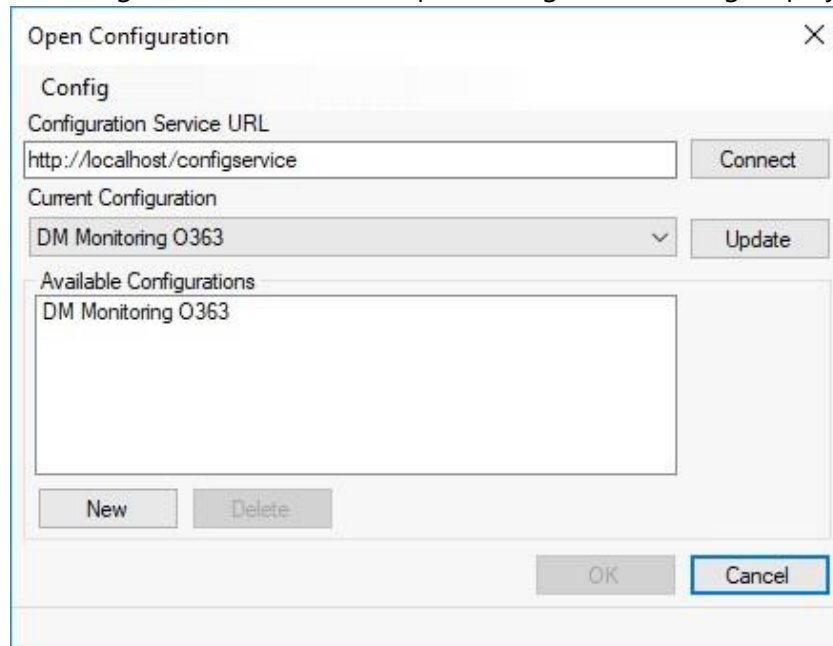 Open Configuration
Config
Configuration Service URL
http://localhost/configservice
Connect
Current Configuration
DM Monitoring O363
Update
Available Configurations
DM Monitoring O363
New
Delete
OK
Cancel